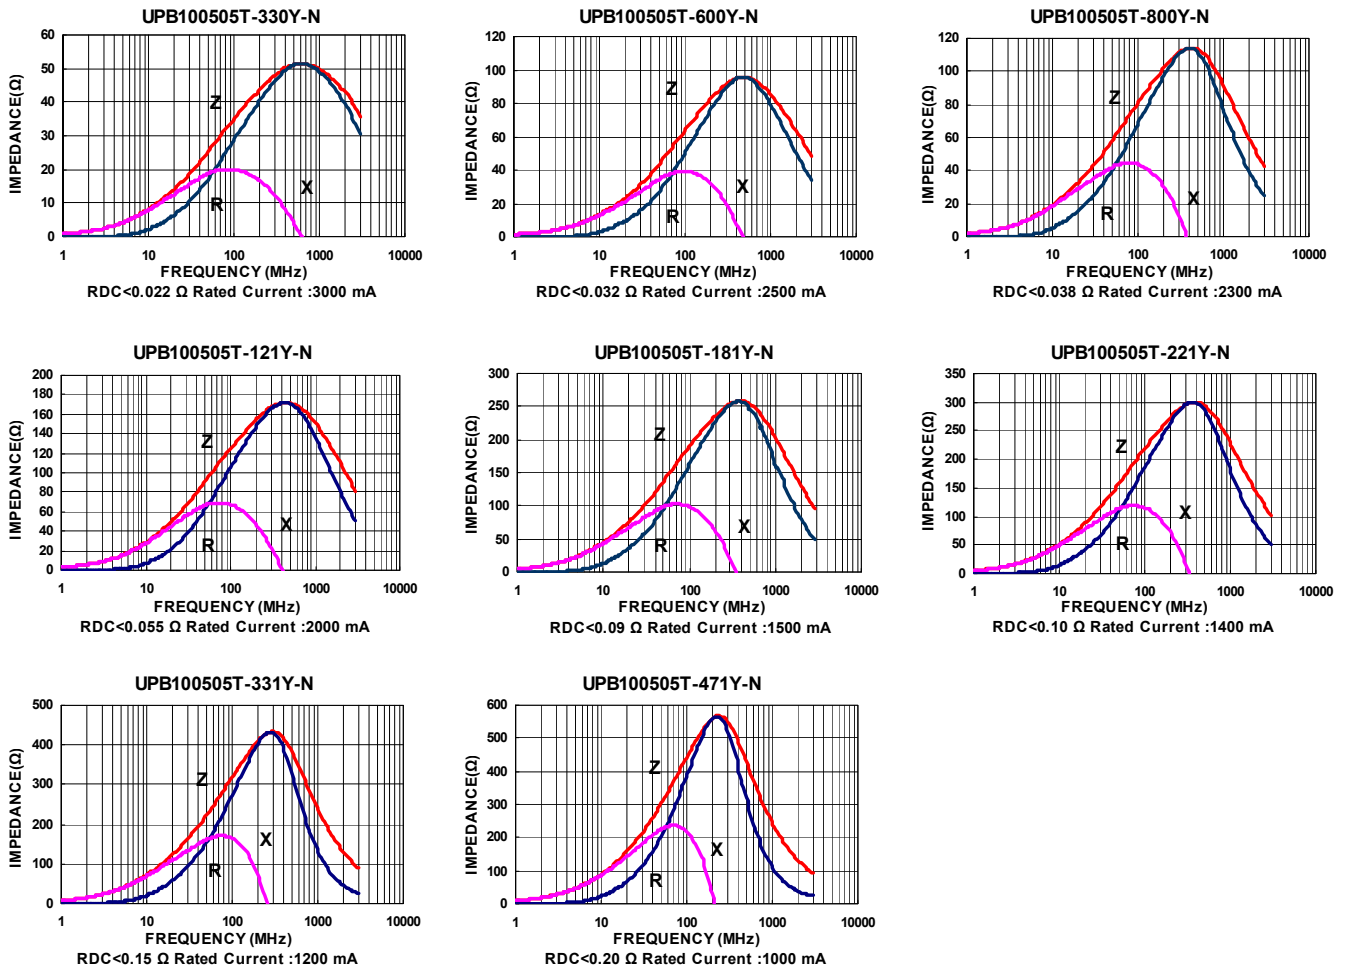 UPB100505T-330Y-N
60
50
40
30
20
10
0
IMPEDANCE(Ω)
Z
X
R
1
10
100
1000
10000
FREQUENCY (MHz)
RDC<0.022 Ω Rated Current :3000 mA
UPB100505T-600Y-N
120
100
80
60
40
20
0
IMPEDANCE(Ω)
Z
X
R
1
10
100
1000
10000
FREQUENCY (MHz)
RDC<0.032 Ω Rated Current :2500 mA
UPB100505T-800Y-N
120
100
80
60
40
20
0
IMPEDANCE(Ω)
Z
X
R
1
10
100
1000
10000
FREQUENCY (MHz)
RDC<0.038 Ω Rated Current :2300 mA
UPB100505T-121Y-N
200
180
160
140
120
100
80
60
40
20
0
IMPEDANCE(Ω)
Z
X
R
1
10
100
1000
10000
FREQUENCY (MHz)
RDC<0.055 Ω Rated Current :2000 mA
UPB100505T-181Y-N
300
250
200
150
100
50
0
IMPEDANCE(Ω)
Z
X
R
1
10
100
1000
10000
FREQUENCY (MHz)
RDC<0.09 Ω Rated Current :1500 mA
UPB100505T-221Y-N
350
300
250
200
150
100
50
0
IMPEDANCE(Ω)
Z
X
R
1
10
100
1000
10000
FREQUENCY (MHz)
RDC<0.10 Ω Rated Current :1400 mA
UPB100505T-331Y-N
500
400
300
200
100
0
IMPEDANCE(Ω)
Z
X
R
1
10
100
1000
10000
FREQUENCY (MHz)
RDC<0.15 Ω Rated Current :1200 mA
UPB100505T-471Y-N
600
500
400
300
200
100
0
IMPEDANCE(Ω)
Z
X
R
1
10
100
1000
10000
FREQUENCY (MHz)
RDC<0.20 Ω Rated Current :1000 mA